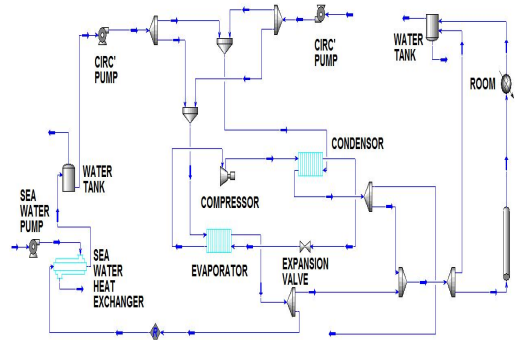 CIRC'
PUMP
CIRC'
PUMP
WATER
TANK
ROOM
CONDENSOR
WATER
TANK
COMPRESSOR
SEA
WATER
PUMP
SEA
WATER
HEAT
EXCHANGER
EVAPORATOR
EXPANSION
VALVE